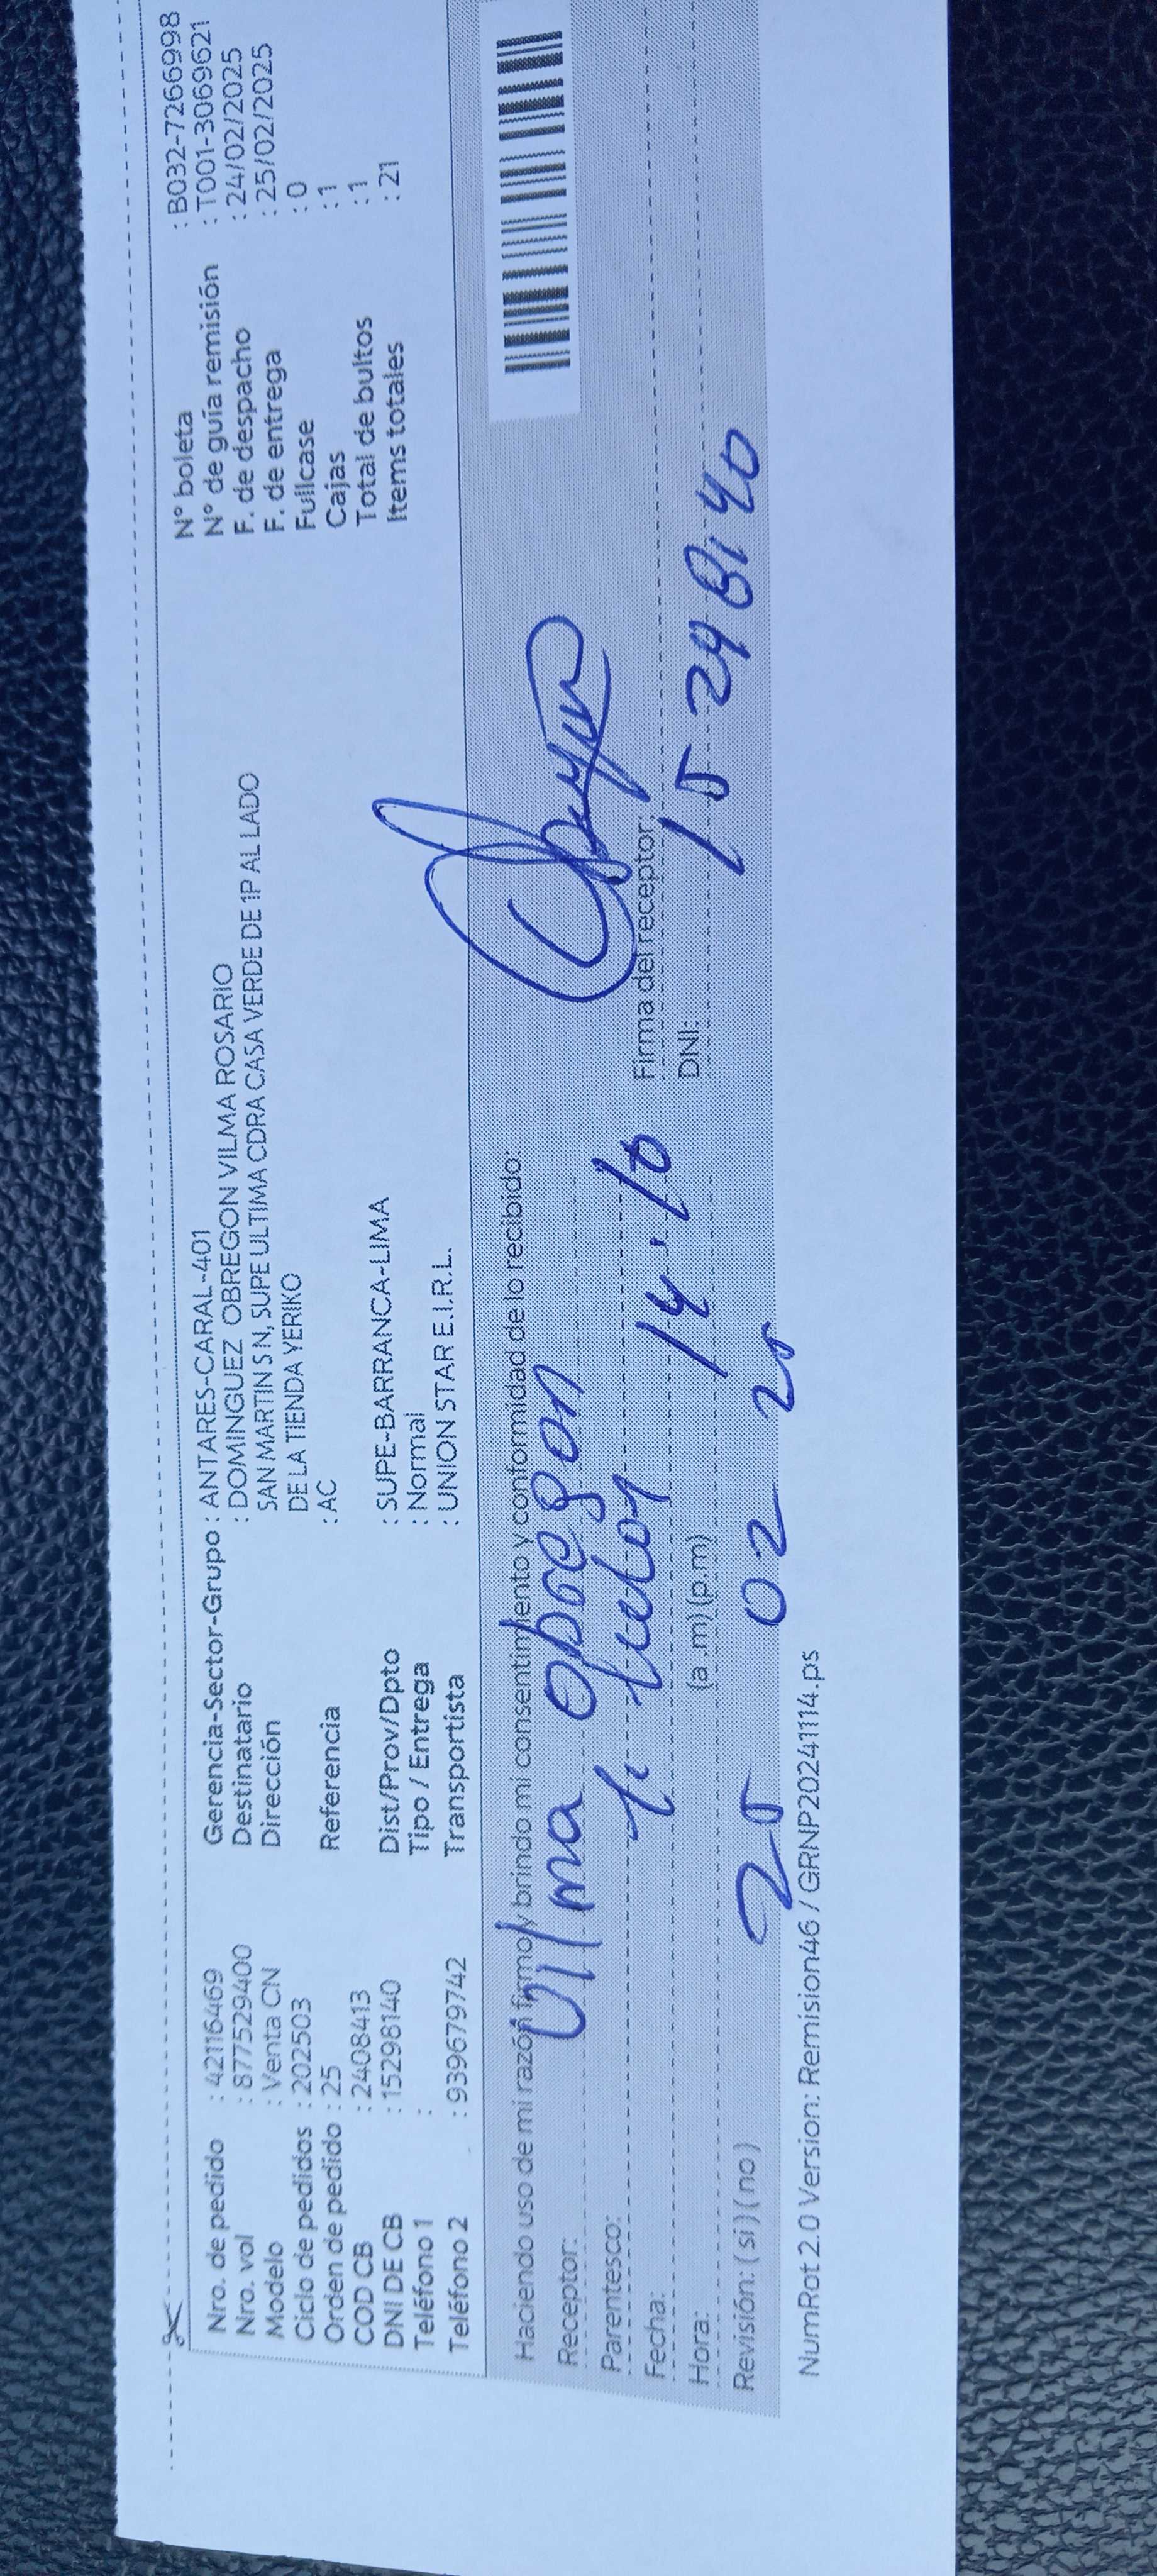 Nro. de pedido : 42116469
Nro. vol : 877529400
Modelo : Venta CN
Ciclo de pedidos : 202503
Orden de pedido : 25
COD CB : 2408413
DNI DE CB : 15298140
Teléfono 1 :
Teléfono 2 : 939679742
Gerencia-Sector-Grupo : ANTARES-CARAL-401
Destinatario : DOMINGUEZ OBREGON VILMA ROSARIO
Dirección SAN MARTIN S N, SUPE ULTIMA CDRA CASA VERDE DE 1P AL LADO
DE LA TIENDA YERIKO
Referencia : AC
Dist/Prov/Dpto : SUPE-BARRANCA-LIMA
Tipo / Entrega : Normal
Transportista : UNION STAR E.I.R.L.
N° boleta : B032-7266998
N° de guía remisión : T001-3069621
F. de despacho : 24/02/2025
F. de entrega : 25/02/2025
Fullcase : 0
Cajas : 1
Total de bultos : 1
Items totales : 21
Haciendo uso de mi razón firmo y brindo mi consentimiento y conformidad de lo recibido:
Receptor: Vilma Obregon
Parentesco: titular
Fecha: 14:10
Hora: (a.m) (p.m)
25 02 25
Revisión: ( si ) ( no )
Firma del receptor:
DNI: 15298140
NumRot 2.0 Version: Remision46 / GRNP20241114.ps